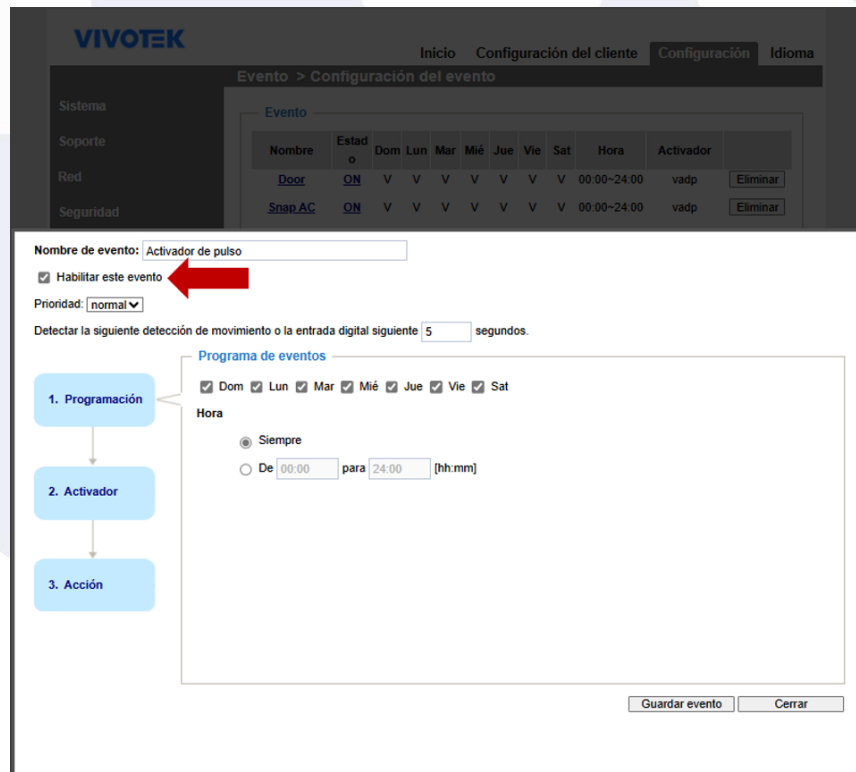 VIVOTEK
Inicio Configuración del cliente Configuración Idioma
Evento > Configuración del evento
Sistema
Soporte
Red
Seguridad
Evento
Nombre Estad o Dom Lun Mar Mié Jue Vie Sat Hora Activador
Door ON V V V V V V V 00:00~24:00 vadp Eliminar
Snap AC ON V V V V V V V 00:00~24:00 vadp Eliminar
Nombre de evento: Activador de pulso
Habilitar este evento
Prioridad: normal
Detectar la siguiente detección de movimiento o la entrada digital siguiente 5 segundos.
1. Programación
2. Activador
3. Acción
Programa de eventos
Dom Lun Mar Mié Jue Vie Sat
Hora
Siempre
De 00:00 para 24:00 [hh:mm]
Guardar evento Cerrar